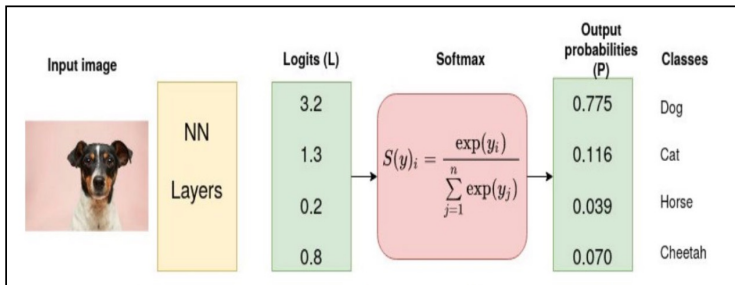 Input image
NN
Layers
Logits (L)
3.2
1.3
0.2
0.8
Softmax
S(y)_i = exp(y_i) / \sum_{j=1}^{n} exp(y_j)
Output
probabilities
(P)
0.775
0.116
0.039
0.070
Classes
Dog
Cat
Horse
Cheetah